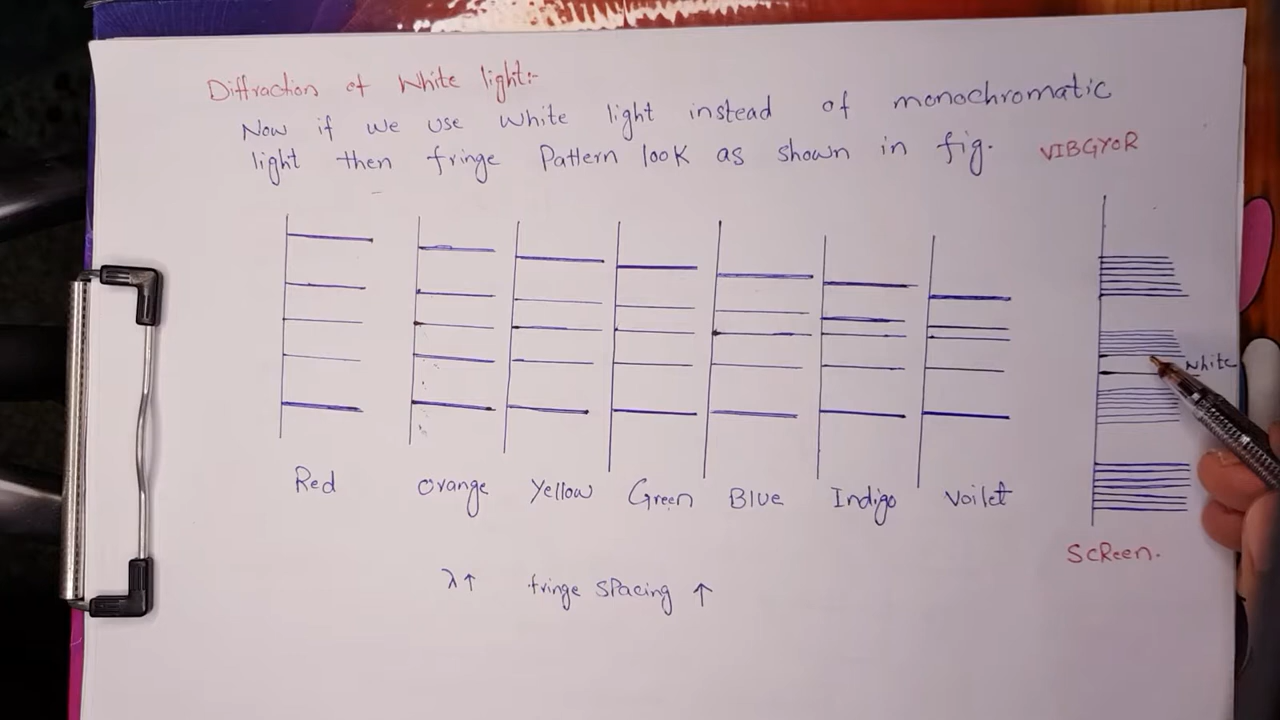 Diffraction of White light:-
Now if we use white light instead of monochromatic
light then fringe Pattern look as shown in fig. VIBGYOR
White
Red Orange Yellow Green Blue Indigo Voilet
SCReen.
λ↑ fringe spacing ↑